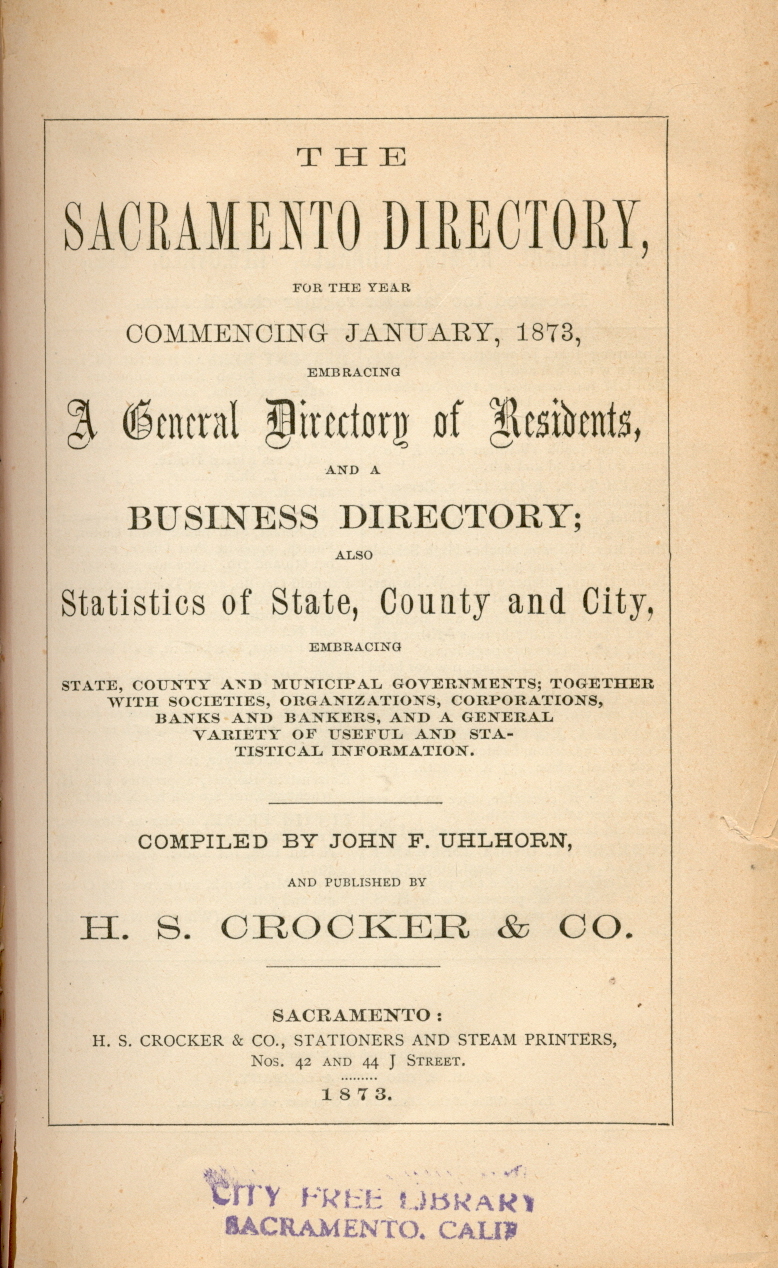 THE
SACRAMENTO DIRECTORY,
FOR THE YEAR
COMMENCING JANUARY, 1873,
EMBRACING
A General Directory of Residents,
AND A
BUSINESS DIRECTORY;
ALSO
Statistics of State, County and City,
EMBRACING
STATE, COUNTY AND MUNICIPAL GOVERNMENTS; TOGETHER
WITH SOCIETIES, ORGANIZATIONS, CORPORATIONS,
BANKS AND BANKERS, AND A GENERAL
VARIETY OF USEFUL AND STA-
TISTICAL INFORMATION.
COMPILED BY JOHN F. UHLHORN,
AND PUBLISHED BY
H. S. CROCKER & CO.
SACRAMENTO:
H. S. CROCKER & CO., STATIONERS AND STEAM PRINTERS,
Nos. 42 AND 44 J STREET.
.........
1873.
CITY FREE LIBRARY
SACRAMENTO. CALIF